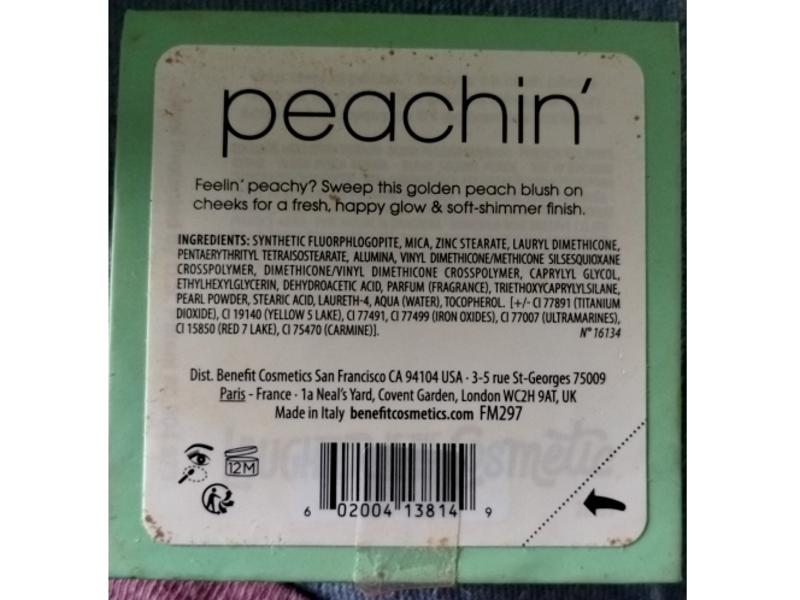 peachin'
Feelin' peachy? Sweep this golden peach blush on
cheeks for a fresh, happy glow & soft-shimmer finish.
INGREDIENTS: SYNTHETIC FLUORPHLOGOPITE, MICA, ZINC STEARATE, LAURYL DIMETHICONE,
PENTAERYTHRITYL TETRAISOSTEARATE, ALUMINA, VINYL DIMETHICONE/METHICONE SILSESQUIOXANE
CROSSPOLYMER, DIMETHICONE/VINYL DIMETHICONE CROSSPOLYMER, CAPRYLYL GLYCOL,
ETHYLHEXYLGLYCERIN, DEHYDROACETIC ACID, PARFUM (FRAGRANCE), TRIETHOXYCAPRYLYLSILANE,
PEARL POWDER, STEARIC ACID, LAURETH-4, AQUA (WATER), TOCOPHEROL. [+/- CI 77891 (TITANIUM
DIOXIDE), CI 19140 (YELLOW 5 LAKE), CI 77491, CI 77499 (IRON OXIDES), CI 77007 (ULTRAMARINES),
CI 15850 (RED 7 LAKE), CI 75470 (CARMINE)].
N° 16134
Dist. Benefit Cosmetics San Francisco CA 94104 USA · 3-5 rue St-Georges 75009
Paris - France · 1a Neal's Yard, Covent Garden, London WC2H 9AT, UK
Made in Italy benefitcosmetics.com FM297
12M
6 02004 13814 9